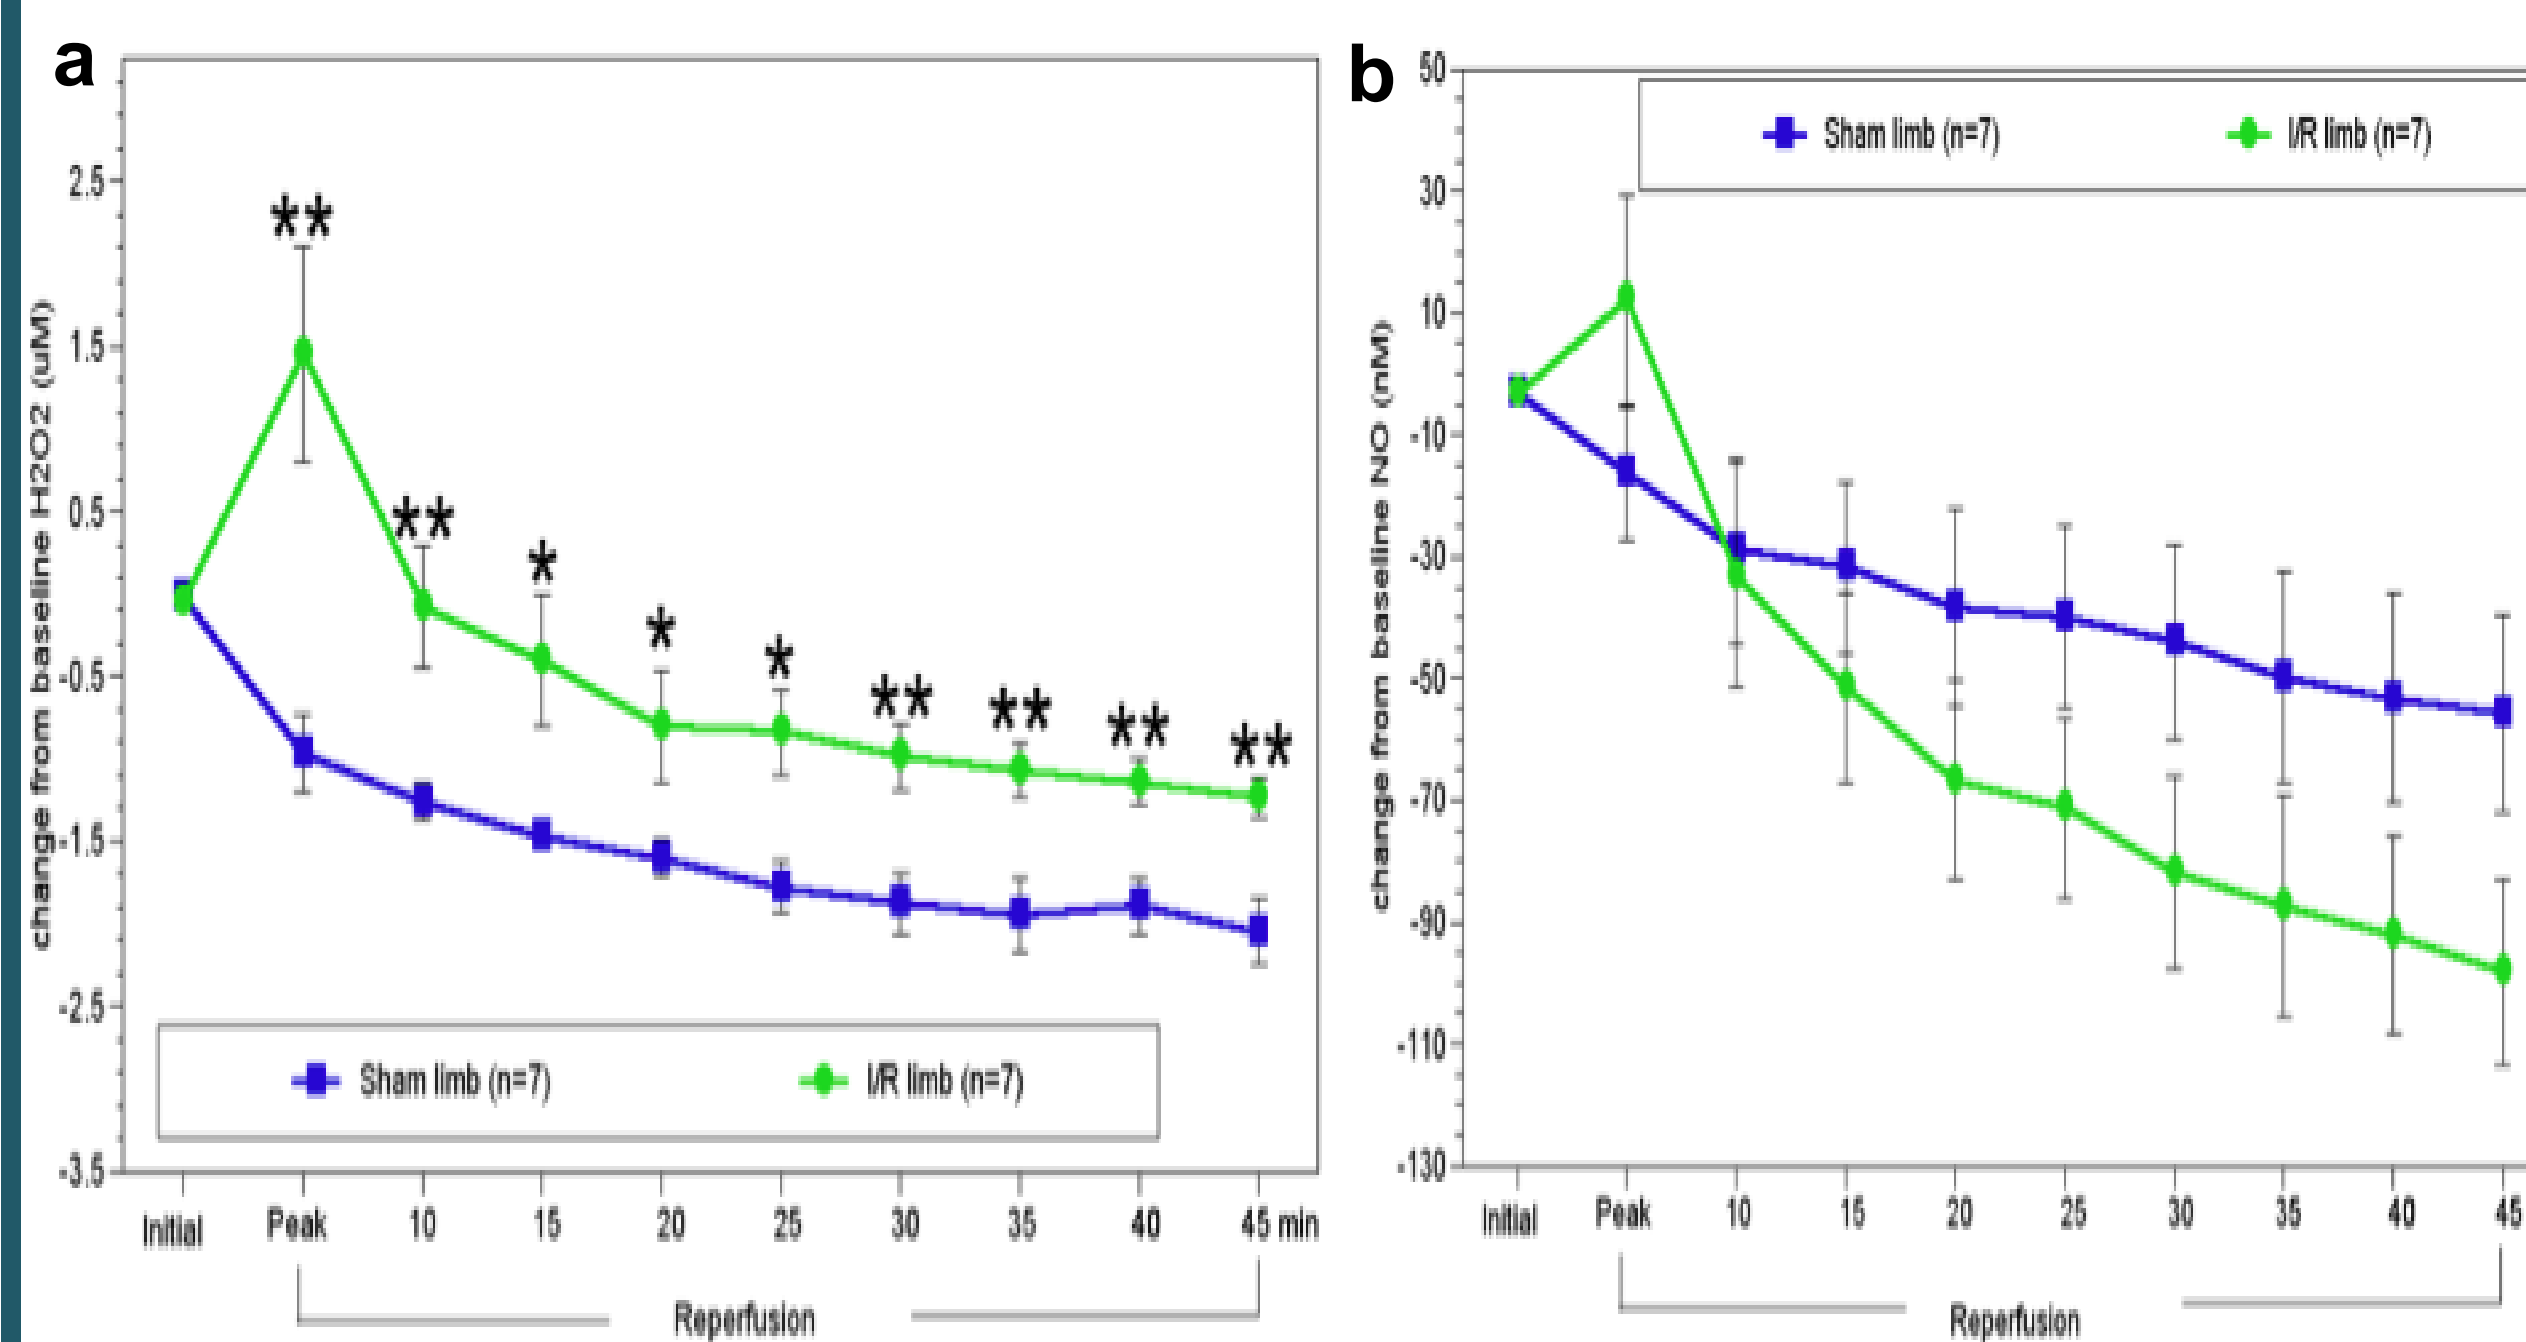 a
change from baseline H2O2 (uM)
2.5
1.5
0.5
-0.5
-1.5
-2.5
-3.5
**
**
*
*
*
**
**
**
**
Sham limb (n=7) I/R limb (n=7)
Initial Peak 10 15 20 25 30 35 40 45 min
Reperfusion
b
change from baseline NO (nM)
50
30
10
-10
-30
-50
-70
-90
-110
-130
Sham limb (n=7) I/R limb (n=7)
Initial Peak 10 15 20 25 30 35 40 45
Reperfusion